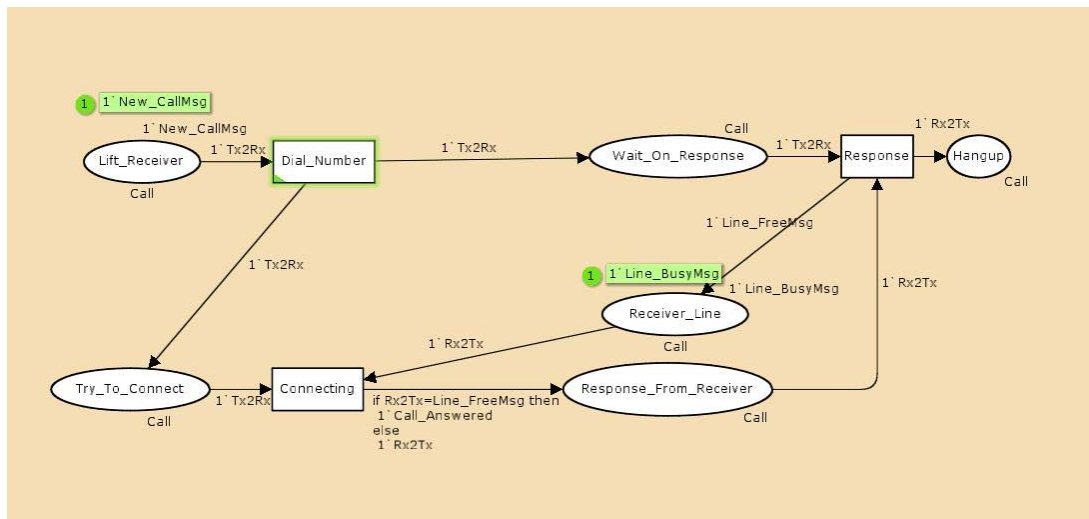 1 1`New_CallMsg
1`New_CallMsg
Lift_Receiver
1`Tx2Rx
Dial_Number
Call
1`Tx2Rx
Call
Wait_On_Response
1`Tx2Rx
Response
1`Rx2Tx
Hangup
Call
1`Tx2Rx
1`Line_FreeMsg
1 1`Line_BusyMsg
1`Line_BusyMsg
Receiver_Line
Call
1`Rx2Tx
1`Rx2Tx
Try_To_Connect
Call
1`Tx2Rx
Connecting
if Rx2Tx=Line_FreeMsg then
1`Call_Answered
else
1`Rx2Tx
Response_From_Receiver
Call